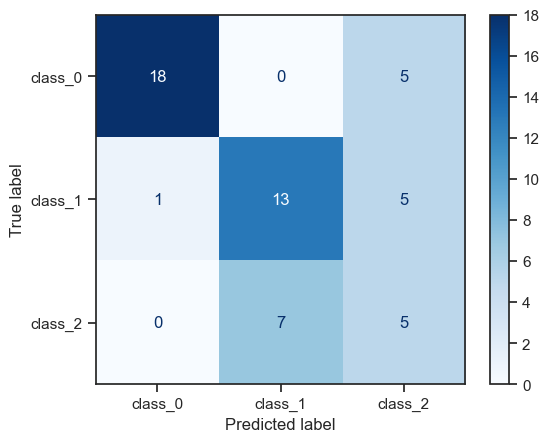 class_0 18 0 5
class_1 1 13 5
class_2 0 7 5
class_0 class_1 class_2
Predicted label
True label
18
16
14
12
10
8
6
4
2
0